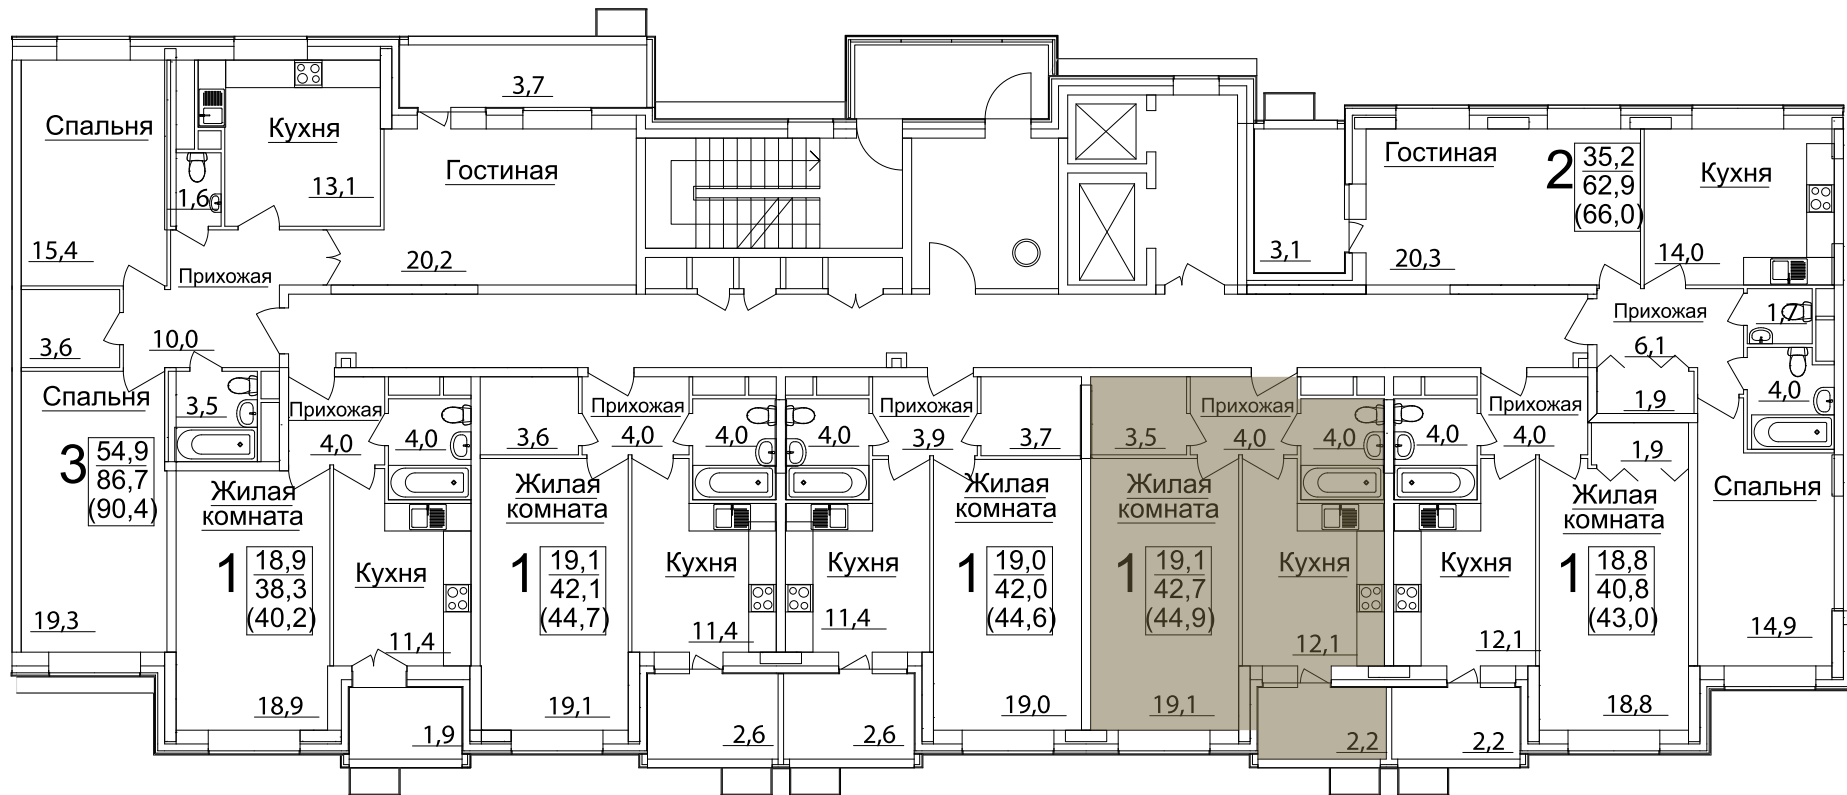 3,7
Спальня
Кухня
Гостиная
1,6
13,1
15,4
20,2
Прихожая
3,6
10,0
Гостиная
2
35,2
62,9
(66,0)
Кухня
3,1
20,3
14,0
Прихожая
1,7
6,1
4,0
1,9
1,9
Спальня
14,9
Спальня
3,5
3
54,9
86,7
(90,4)
19,3
Прихожая
4,0
4,0
Жилая
комната
1
18,9
38,3
(40,2)
Кухня
11,4
18,9
1,9
Прихожая
3,6
4,0
4,0
Жилая
комната
1
19,1
42,1
(44,7)
Кухня
11,4
19,1
2,6
Прихожая
4,0
3,9
3,7
Кухня
11,4
Жилая
комната
1
19,0
42,0
(44,6)
19,0
2,6
Прихожая
3,5
4,0
4,0
Жилая
комната
1
19,1
42,7
(44,9)
Кухня
12,1
19,1
2,2
Прихожая
4,0
4,0
Кухня
12,1
Жилая
комната
1
18,8
40,8
(43,0)
18,8
2,2